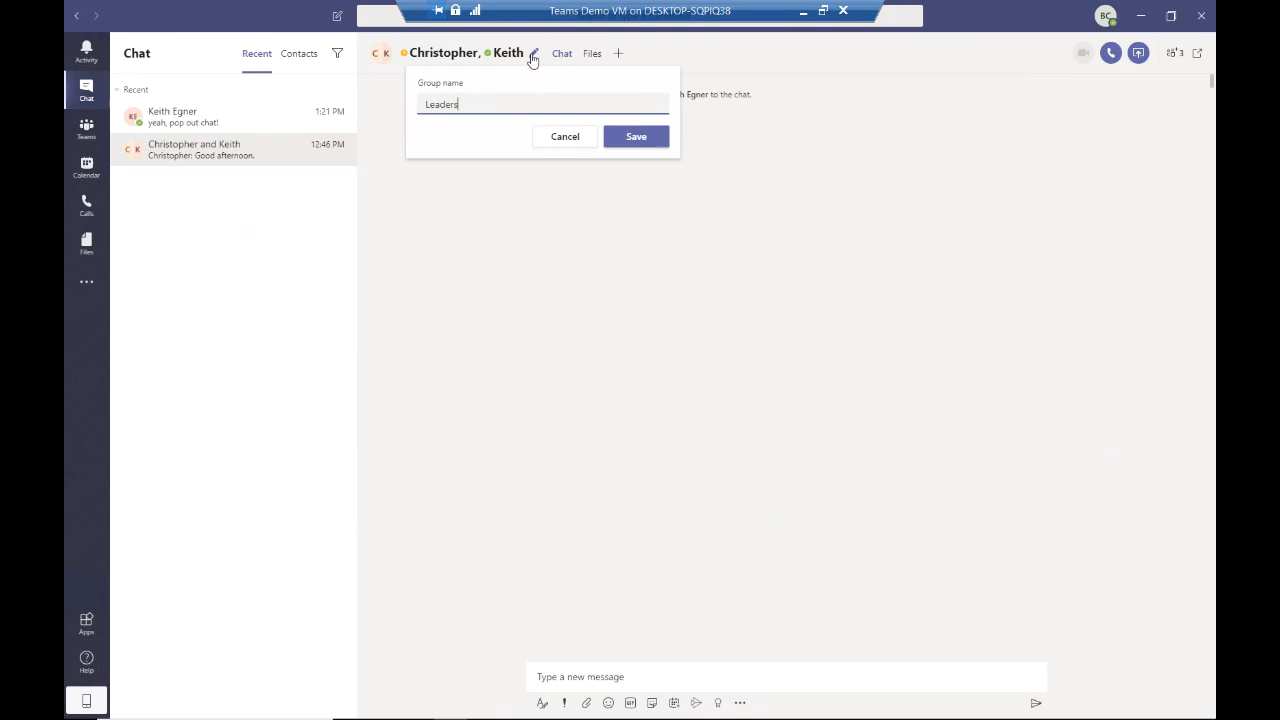 Teams Demo VM on DESKTOP-SQPIQ38
BC
Activity
Chat
Teams
Calendar
Calls
Files
Apps
Help
Chat
Recent
Contacts
Recent
KE
Keith Egner
1:21 PM
yeah, pop out chat!
C K
Christopher and Keith
12:46 PM
Christopher: Good afternoon.
C K
Christopher, Keith
Chat
Files
3
Group name
Leaders
Cancel
Save
h Egner to the chat.
Type a new message
GIF